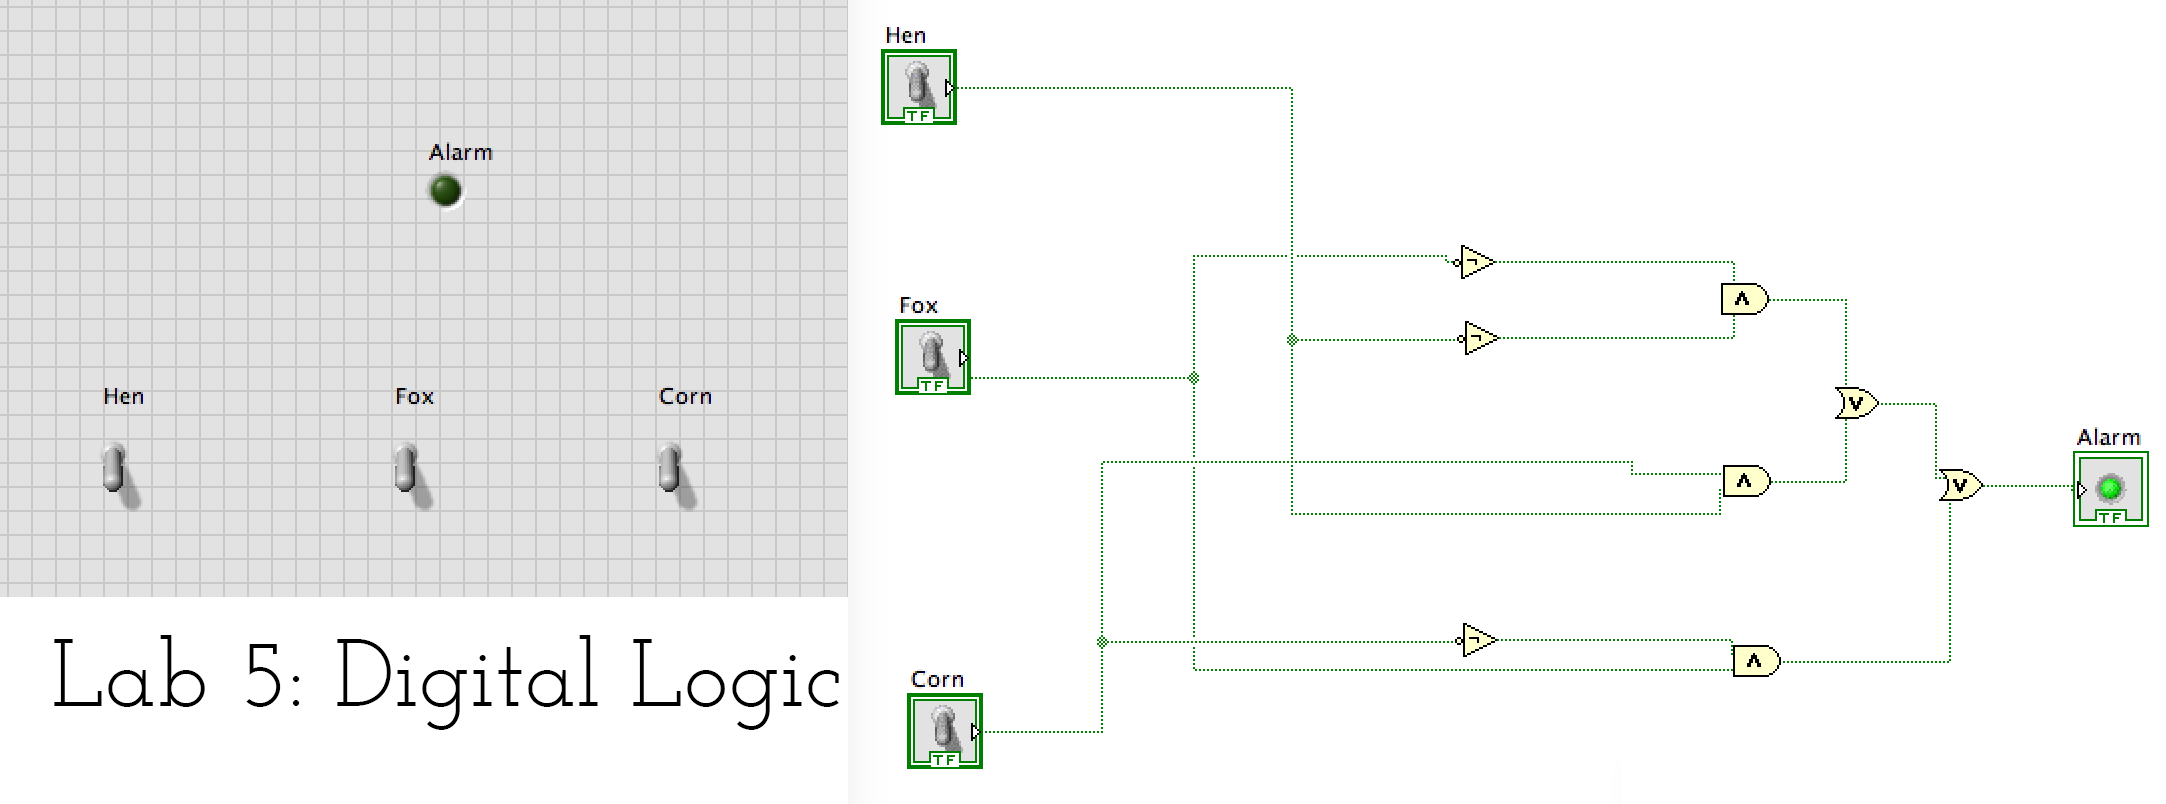 Alarm
Hen
Fox
Corn
Lab 5: Digital Logic
Hen
TF
Fox
TF
Corn
TF
Alarm
TF